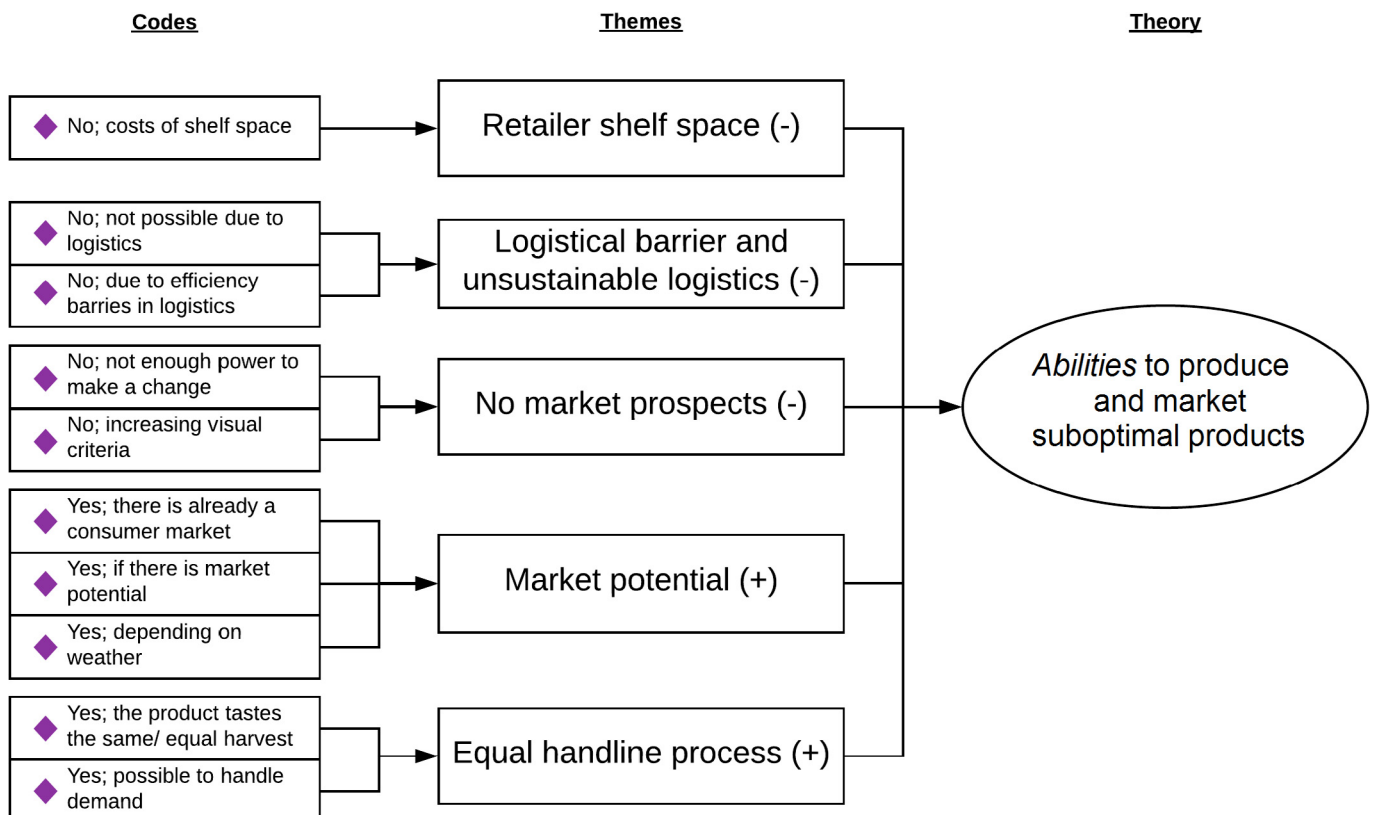 Codes
Themes
Theory
No; costs of shelf space
Retailer shelf space (-)
No; not possible due to
logistics
No; due to efficiency
barries in logistics
Logistical barrier and
unsustainable logistics (-)
No; not enough power to
make a change
No; increasing visual
criteria
No market prospects (-)
Yes; there is already a
consumer market
Yes; if there is market
potential
Yes; depending on
weather
Market potential (+)
Yes; the product tastes
the same/ equal harvest
Yes; possible to handle
demand
Equal handline process (+)
Abilities to produce
and market
suboptimal products